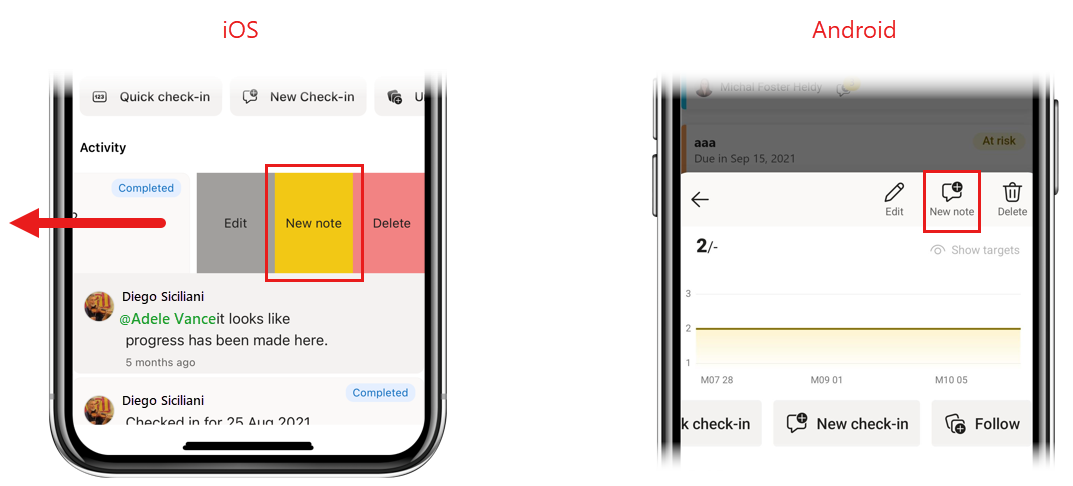 iOS
Android
123
Quick check-in
New Check-in
Activity
Completed
Edit
New note
Delete
Diego Siciliani
@Adele Vanceit looks like
progress has been made here.
5 months ago
Completed
Diego Siciliani
Checked in for 25 Aug 2021
Michal Foster Heldy
aaa
At risk
Due in Sep 15, 2021
Edit
New note
Delete
2/-
Show targets
3
2
1
M07 28
M09 01
M10 05
k check-in
New check-in
Follow